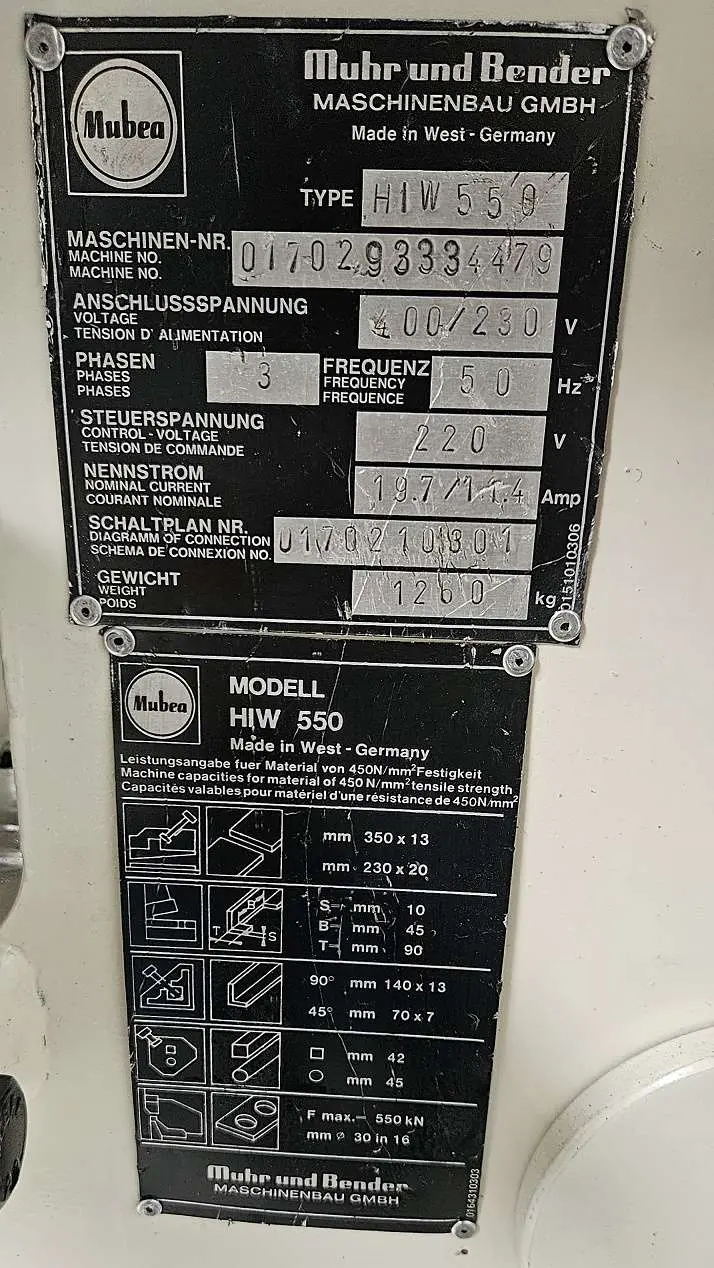 Mubea
Muhr und Bender
MASCHINENBAU GMBH
Made in West - Germany
TYPE HIW 550
MASCHINEN-NR.
MACHINE NO.
MACHINE NO.
0170293334479
ANSCHLUSSSPANNUNG
VOLTAGE
TENSION D' ALIMENTATION
400/230 V
PHASEN
PHASES
PHASES
3
FREQUENZ
FREQUENCY
FREQUENCE
50 Hz
STEUERSPANNUNG
CONTROL - VOLTAGE
TENSION DE COMMANDE
220 V
NENNSTROM
NOMINAL CURRENT
COURANT NOMINALE
19.7/11.4 Amp
SCHALTPLAN NR.
DIAGRAMM OF CONNECTION
SCHEMA DE CONNEXION NO.
0170210301
GEWICHT
WEIGHT
POIDS
1260 kg
0151010306
Mubea
MODELL
HIW 550
Made in West - Germany
Leistungsangabe fuer Material von 450N/mm² Festigkeit
Machine capacities for material of 450 N/mm² tensile strength
Capacités valables pour matériel d'une résistance de 450N/mm²
mm 350 x 13
mm 230 x 20
T S B
S= mm 10
B= mm 45
T= mm 90
90° mm 140 x 13
45° mm 70 x 7
□ mm 42
○ mm 45
F max.= 550 kN
mm ø 30 in 16
Muhr und Bender
MASCHINENBAU GMBH
0164310303